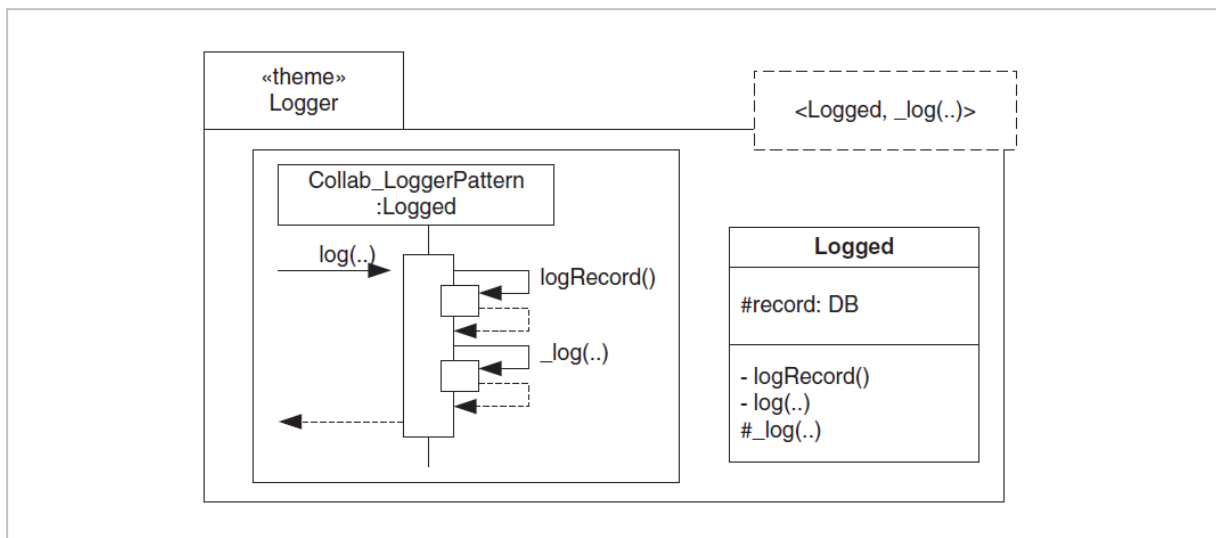 «theme»
Logger
<Logged, _log(..)>
Collab_LoggerPattern
:Logged
log(..)
logRecord()
_log(..)
Logged
#record: DB
- logRecord()
- log(..)
#_log(..)